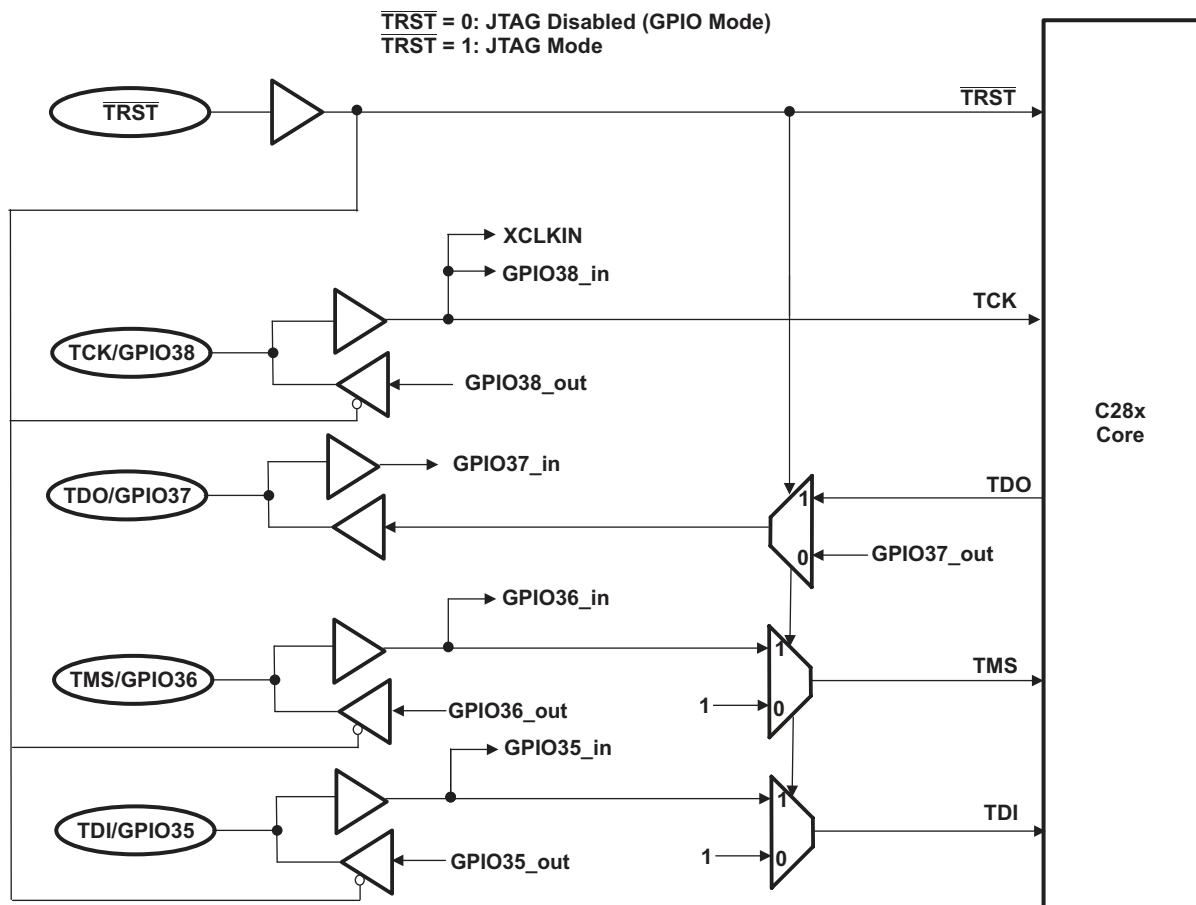 TRST = 0: JTAG Disabled (GPIO Mode)
TRST = 1: JTAG Mode
TRST
TRST
XCLKIN
GPIO38_in
TCK
TCK/GPIO38
GPIO38_out
C28x
Core
GPIO37_in
TDO/GPIO37
1
TDO
0
GPIO37_out
GPIO36_in
1
TMS/GPIO36
TMS
GPIO36_out
1
0
GPIO35_in
1
TDI/GPIO35
TDI
GPIO35_out
1
0